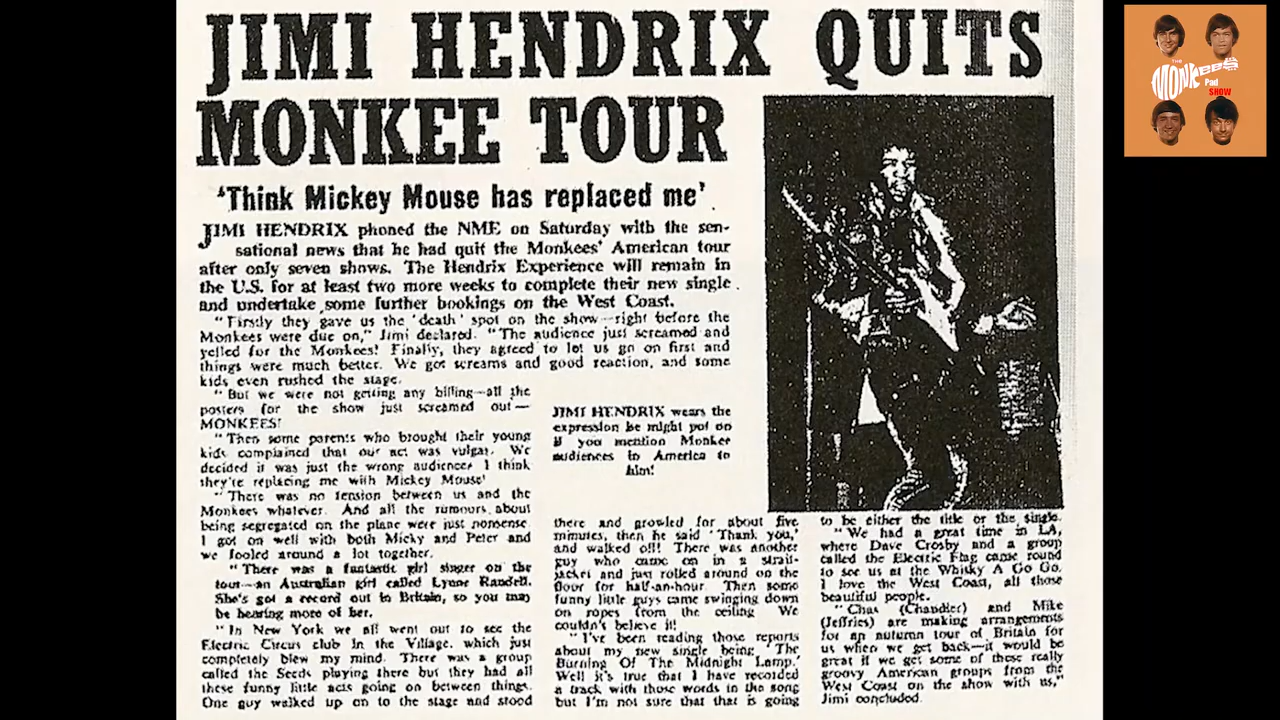 JIMI HENDRIX QUITS
MONKEE TOUR
'Think Mickey Mouse has replaced me'
JIMI HENDRIX phoned the NME on Saturday with the sen-
sational news that he had quit the Monkees' American tour
after only seven shows. The Hendrix Experience will remain in
the U.S. for at least two more weeks to complete their new single
and undertake some further bookings on the West Coast.
"Firstly they gave us the 'death' spot on the show—right before the
Monkees were due on," Jimi declared. "The audience just screamed and
yelled for the Monkees! Finally, they agreed to let us go on first and
things were much better. We got screams and good reaction, and some
kids even rushed the stage.
"But we were not getting any billing—all the
posters for the show just screamed out—
MONKEES!
"Then some parents who brought their young
kids complained that our act was vulgar. We
decided it was just the wrong audience. I think
they're replacing me with Mickey Mouse!
"There was no tension between us and the
Monkees whatever. And all the rumours about
being segregated on the plane were just nonsense.
I got on well with both Micky and Peter and
we fooled around a lot together.
"There was a fantastic girl singer on the
tour—an Australian girl called Lynne Randell.
She's got a record out in Britain, so you may
be hearing more of her.
"In New York we all went out to see the
Electric Circus club in the Village, which just
completely blew my mind. There was a group
called the Seeds playing there but they had all
these funny little acts going on between things.
One guy walked up on to the stage and stood
JIMI HENDRIX wears the
expression he might put on
if you mention Monkee
audiences in America to
him!
there and growled for about five
minutes, then he said 'Thank you,'
and walked off! There was another
guy who came on in a strait-
jacket and just rolled around on the
floor for half-an-hour. Then some
funny little guys came swinging down
on ropes from the ceiling. We
couldn't believe it!
"I've been reading those reports
about my new single being 'The
Burning Of The Midnight Lamp.'
Well it's true that I have recorded
a track with those words in the song
but I'm not sure that that is going
to be either the title or the single.
"We had a great time in LA,
where Dave Crosby and a group
called the Electric Flag came round
to see us at the Whisky A Go Go.
I love the West Coast, all those
beautiful people.
"Chas (Chandler) and Mike
(Jeffries) are making arrangements
for an autumn tour of Britain for
us when we get back—it would be
great if we get some of those really
groovy American groups from the
West Coast on the show with us,"
Jimi concluded.
THE
MONKEES
Pad
SHOW